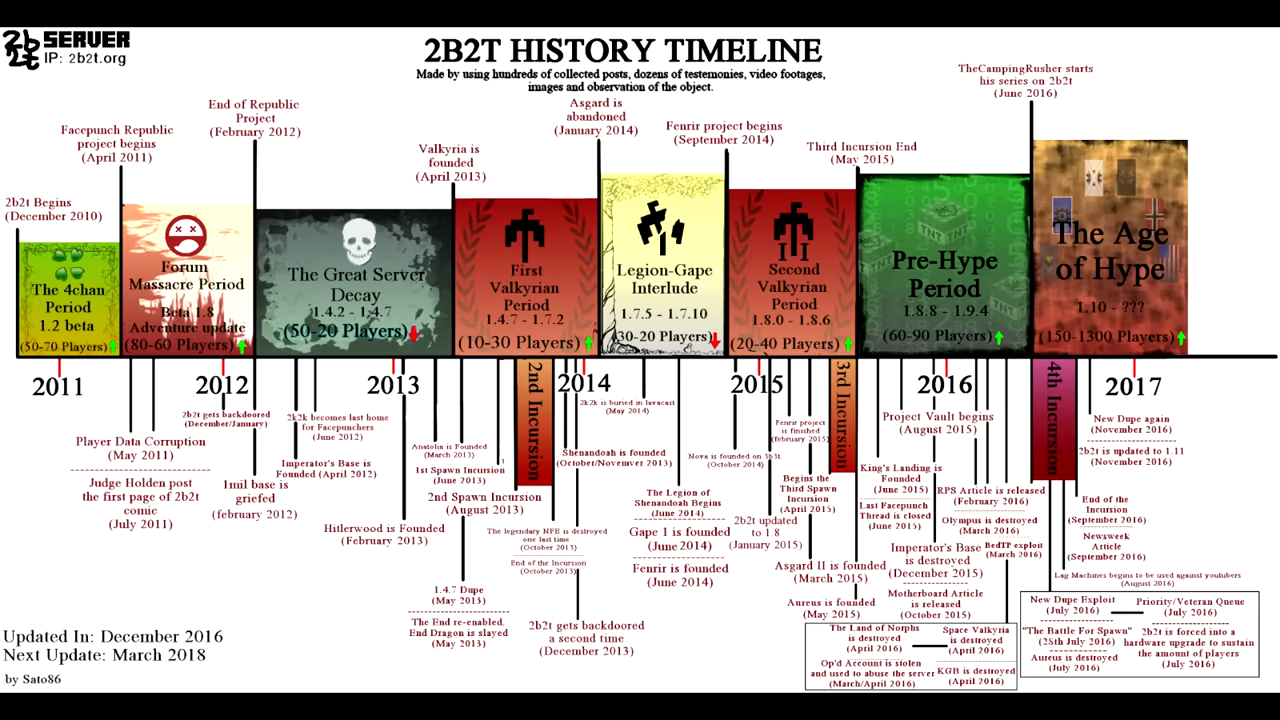 SERVER
IP: 2b2t.org
2B2T HISTORY TIMELINE
Made by using hundreds of collected posts, dozens of testemonies, video footages,
images and observation of the object.
2b2t Begins
(December 2010)
Facepunch Republic
project begins
(April 2011)
End of Republic
Project
(February 2012)
Valkyria is
founded
(April 2013)
Asgard is
abandoned
(January 2014)
Fenrir project begins
(September 2014)
Third Incursion End
(May 2015)
TheCampingRusher starts
his series on 2b2t
(June 2016)
The 4chan
Period
1.2 beta
(50-70 Players)
Forum
Massacre Period
Beta 1.8
Adventure update
(80-60 Players)
The Great Server
Decay
1.4.2 - 1.4.7
(50-20 Players)
First
Valkyrian
Period
1.4.7 - 1.7.2
(10-30 Players)
Legion-Gape
Interlude
1.7.5 - 1.7.10
(30-20 Players)
II
Second
Valkyrian
Period
1.8.0 - 1.8.6
(20-40 Players)
TNT TNT
Pre-Hype
Period
1.8.8 - 1.9.4
(60-90 Players)
The Age
of Hype
1.10 - ???
(150-1300 Players)
2011
2012
2013
2014
2015
2016
2017
2nd Incursion
3rd Incursion
4th Incursion
Player Data Corruption
(May 2011)
Judge Holden post
the first page of 2b2t
comic
(July 2011)
2b2t gets backdoored
(December/January)
1mil base is
griefed
(february 2012)
2k2k becomes last home
for Facepunchers
(June 2012)
Imperator's Base is
Founded (April 2012)
Hitlerwood is Founded
(February 2013)
Anatolia is Founded
(March 2013)
1st Spawn Incursion
(June 2013)
2nd Spawn Incursion
(August 2013)
1.4.7 Dupe
(May 2013)
The End re-enabled.
End Dragon is slayed
(May 2013)
The legendary NFE is destroyed
one last time
(October 2013)
End of the Incursion
(October 2013)
Shenandoah is founded
(October/Novemver 2013)
2b2t gets backdoored
a second time
(December 2013)
2k2k is buried in lavacast
(May 2014)
The Legion of
Shenandoah Begins
(June 2014)
Gape 1 is founded
(June 2014)
Fenrir is founded
(June 2014)
Nova is founded on 3b3t
(October 2014)
2b2t updated
to 1.8
(January 2015)
Fenrir project
is finished
(february 2015)
Begins the
Third Spawn
Incursion
(April 2015)
Asgard II is founded
(March 2015)
Aureus is founded
(May 2015)
King's Landing is
Founded
(June 2015)
Last Facepunch
Thread is closed
(June 2015)
Project Vault begins
(August 2015)
Imperator's Base
is destroyed
(December 2015)
Motherboard Article
is released
(October 2015)
RPS Article is released
(February 2016)
Olympus is destroyed
(March 2016)
BedTP exploit
(March 2016)
The Land of Norphs
is destroyed
(April 2016)
Space Valkyria
is destroyed
(April 2016)
Op'd Account is stolen
and used to abuse the server
(March/April 2016)
KGB is destroyed
(April 2016)
New Dupe again
(November 2016)
2b2t is updated to 1.11
(November 2016)
End of the
Incursion
(September 2016)
Newsweek
Article
(September 2016)
Lag Machines begins to be used against youtubers
(August 2016)
New Dupe Exploit
(July 2016)
Priority/Veteran Queue
(July 2016)
"The Battle For Spawn"
(28th July 2016)
Aureus is destroyed
(July 2016)
2b2t is forced into a
hardware upgrade to sustain
the amount of players
(July 2016)
Updated In: December 2016
Next Update: March 2018
by Sato86